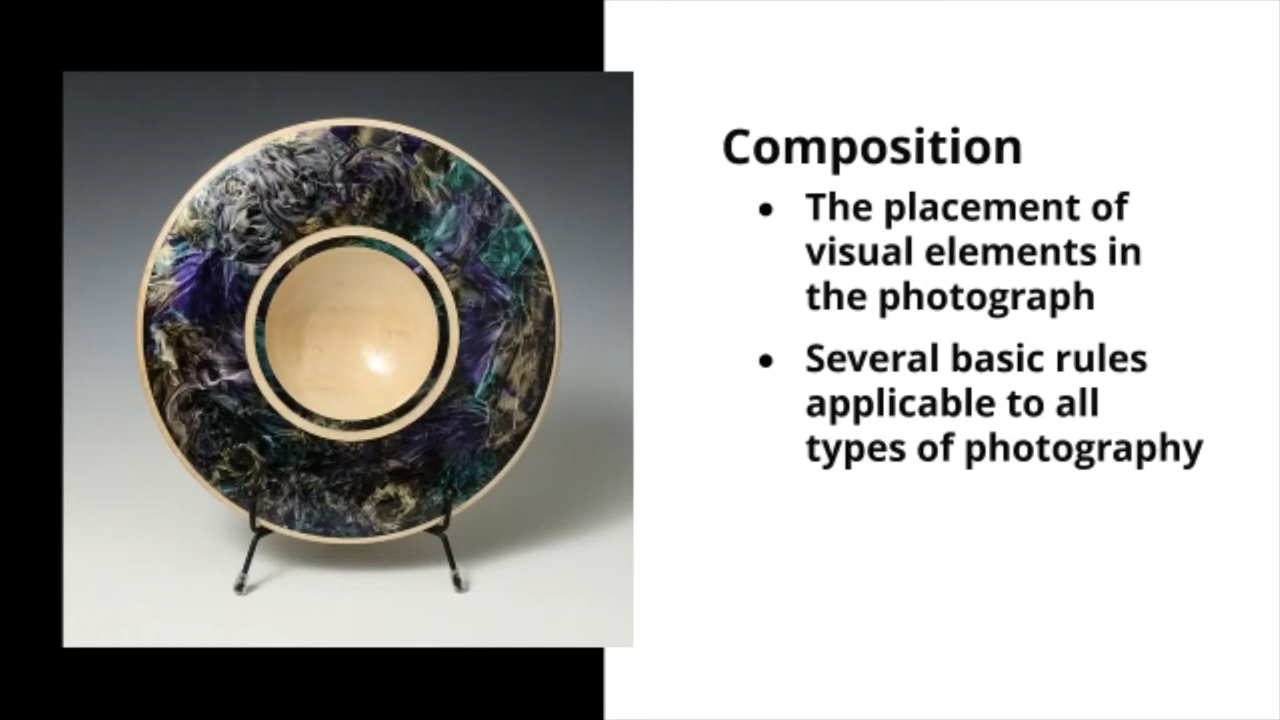 Composition
• The placement of
visual elements in
the photograph
• Several basic rules
applicable to all
types of photography